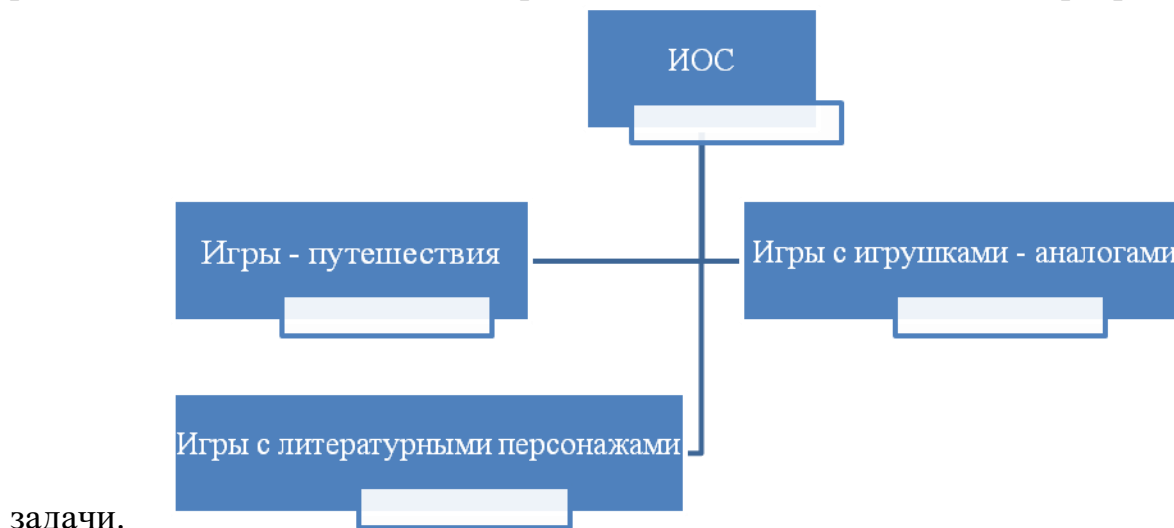 ИОС
Игры - путешествия
Игры с игрушками - аналогами
Игры с литературными персонажами
задачи.